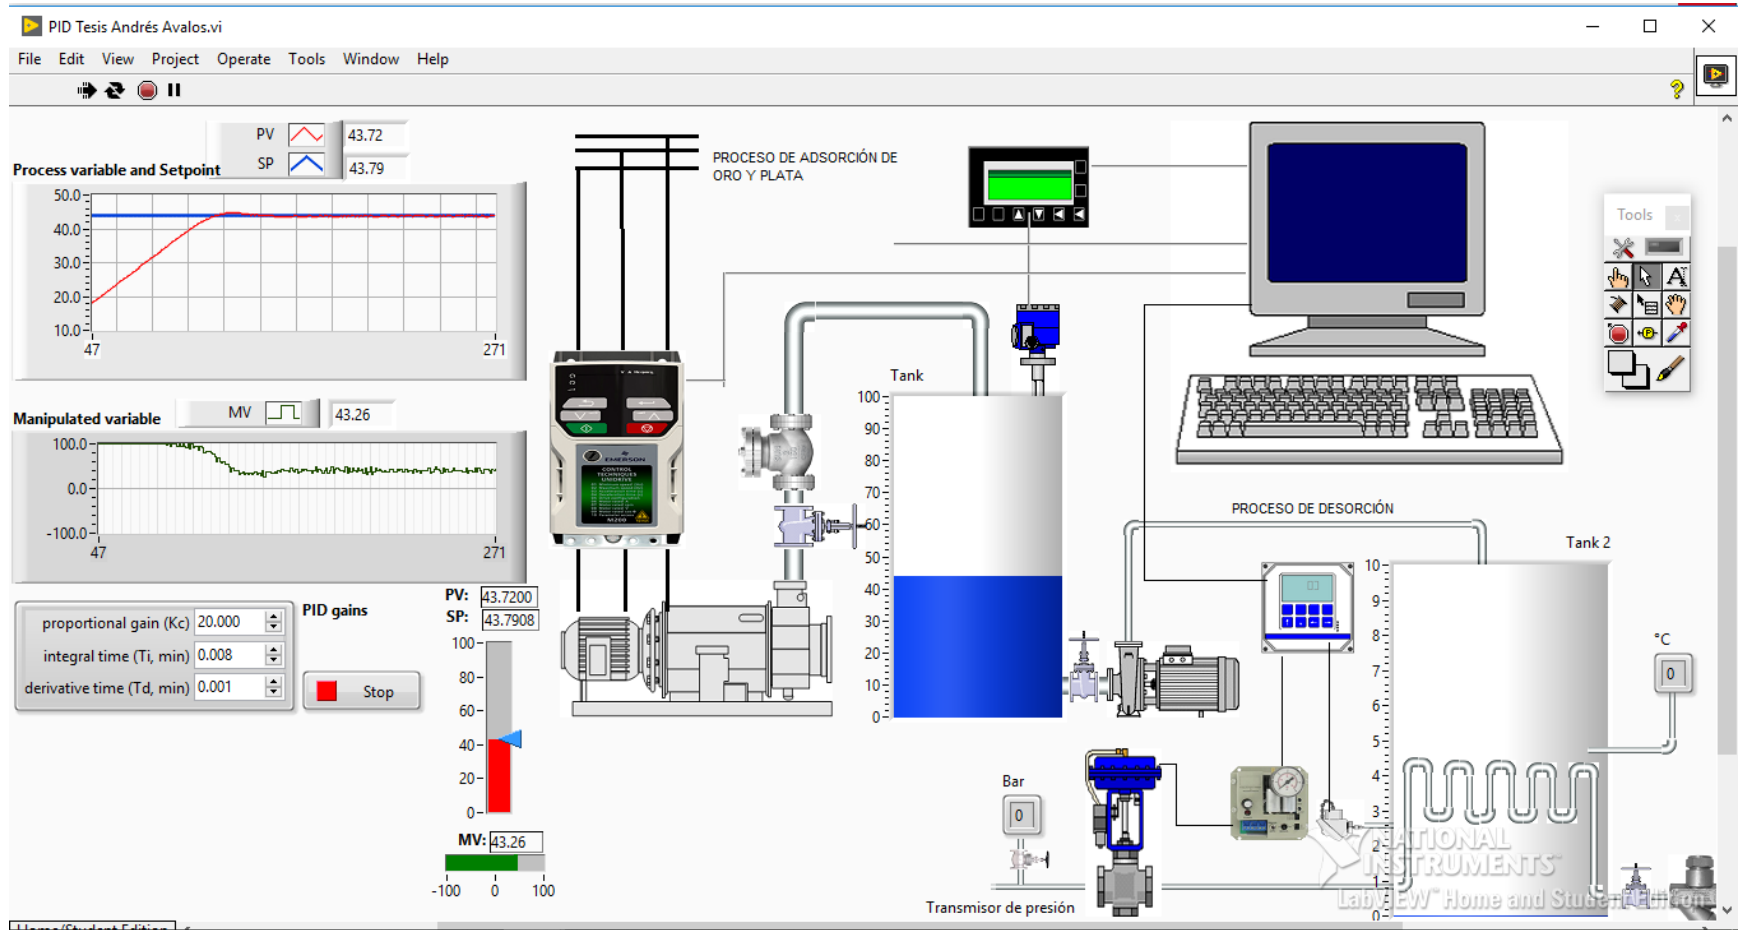 PID Tesis Andrés Avalos.vi
File Edit View Project Operate Tools Window Help
PV 43.72
SP 43.79
Process variable and Setpoint
50.0
40.0
30.0
20.0
10.0
47 271
Manipulated variable
MV 43.26
100.0
0.0
-100.0
47 271
PID gains
proportional gain (Kc) 20.000
integral time (Ti, min) 0.008
derivative time (Td, min) 0.001
Stop
PV: 43.7200
SP: 43.7908
100
80
60
40
20
0
MV: 43.26
-100 0 100
PROCESO DE ADSORCIÓN DE
ORO Y PLATA
EMERSON
CONTROL
TECHNIQUES
UNIDRIVE
M200
Tank
100
90
80
70
60
50
40
30
20
10
0
Tools
PROCESO DE DESORCIÓN
Tank 2
10
9
8
7
6
5
4
3
2
1
0
°C
0
Bar
0
Transmisor de presión
NATIONAL
INSTRUMENTS
LabVIEW Home and Student Edition
Home/Student Edition